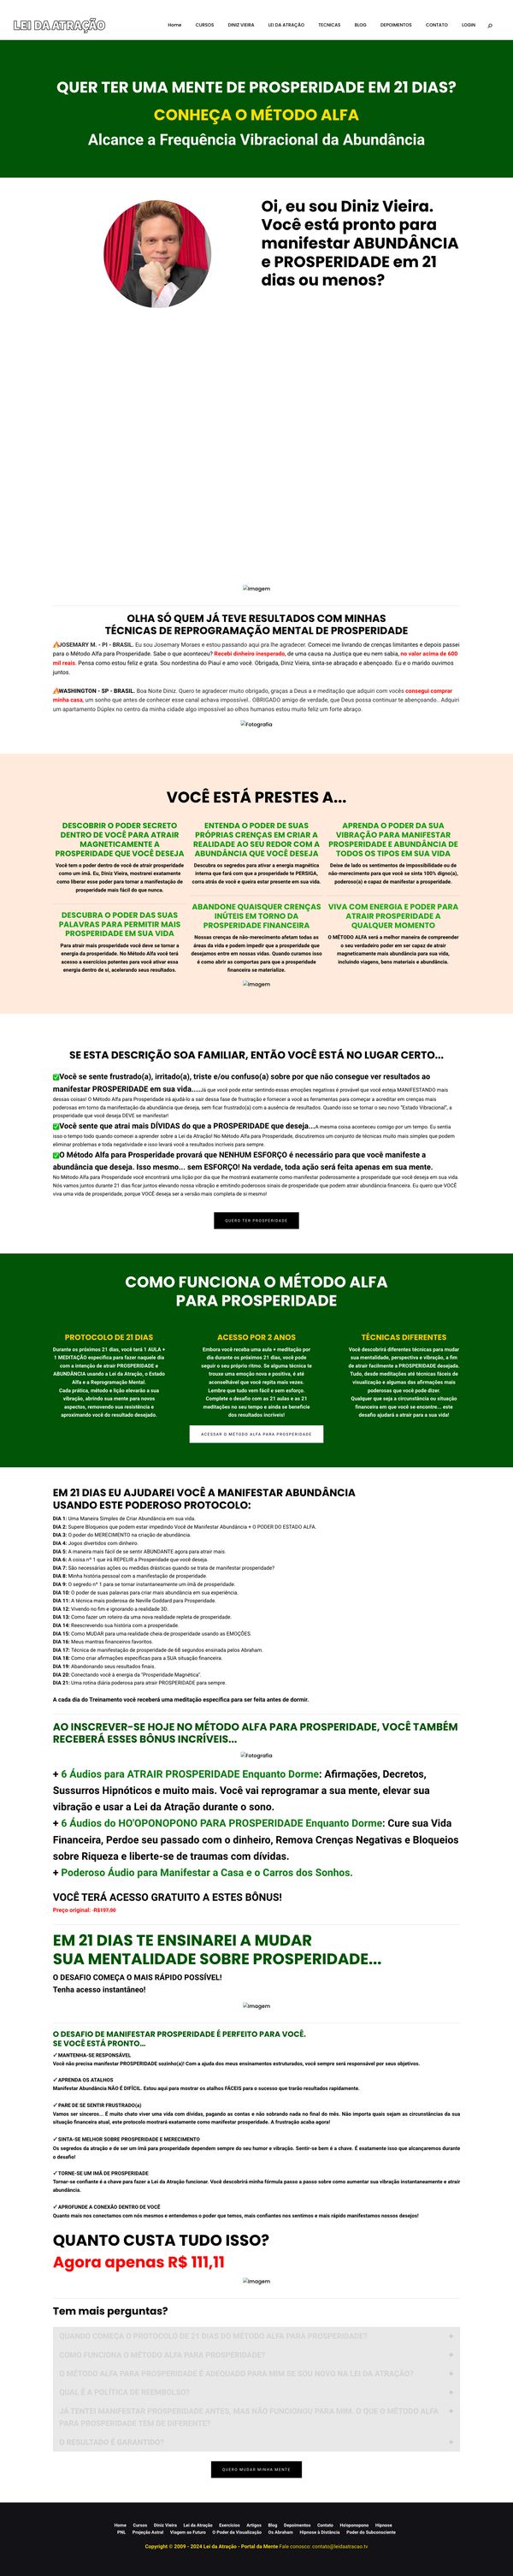 LEI DA ATRAÇÃO
Home CURSOS DINIZ VIEIRA LEI DA ATRAÇÃO TECNICAS BLOG DEPOIMENTOS CONTATO LOGIN
QUER TER UMA MENTE DE PROSPERIDADE EM 21 DIAS?
CONHEÇA O MÉTODO ALFA
Alcance a Frequência Vibracional da Abundância
Oi, eu sou Diniz Vieira.
Você está pronto para
manifestar ABUNDÂNCIA
e PROSPERIDADE em 21
dias ou menos?
Imagem
OLHA SÓ QUEM JÁ TEVE RESULTADOS COM MINHAS
TÉCNICAS DE REPROGRAMAÇÃO MENTAL DE PROSPERIDADE
🔥JOSEMARY M. - PI - BRASIL. Eu sou Josemary Moraes e estou passando aqui pra lhe agradecer. Comecei me livrando de crenças limitantes e depois passei
para o Método Alfa para Prosperidade. Sabe o que aconteceu? Recebi dinheiro inesperado, de uma causa na Justiça que eu nem sabia, no valor acima de 600
mil reais. Pensa como estou feliz e grata. Sou nordestina do Piauí e amo você. Obrigada, Diniz Vieira, sinta-se abraçado e abençoado. Eu e o marido ouvimos
juntos.
🔥WASHINGTON - SP - BRASIL. Boa Noite Diniz. Quero te agradecer muito obrigado, graças a Deus e a meditação que adquiri com vocês consegui comprar
minha casa, um sonho que antes de conhecer esse canal achava impossível.. OBRIGADO amigo de verdade, que Deus possa continuar te abençoando.. Adquiri
um apartamento Dúplex no centro da minha cidade algo impossível ao olhos humanos estou muito feliz um forte abraço.
Fotografia
VOCÊ ESTÁ PRESTES A...
DESCOBRIR O PODER SECRETO
DENTRO DE VOCÊ PARA ATRAIR
MAGNETICAMENTE A
PROSPERIDADE QUE VOCÊ DESEJA
Você tem o poder dentro de você de atrair prosperidade
com um imã. Eu, Diniz Vieira, mostrarei exatamente
como liberar esse poder para tornar a manifestação de
prosperidade mais fácil do que nunca.
ENTENDA O PODER DE SUAS
PRÓPRIAS CRENÇAS EM CRIAR A
REALIDADE AO SEU REDOR COM A
ABUNDÂNCIA QUE VOCÊ DESEJA
Descubra os segredos para ativar a energia magnética
interna que fará com que a prosperidade te PERSIGA,
corra atrás de você e queira estar presente em sua vida.
APRENDA O PODER DA SUA
VIBRAÇÃO PARA MANIFESTAR
PROSPERIDADE E ABUNDÂNCIA DE
TODOS OS TIPOS EM SUA VIDA
Deixe de lado os sentimentos de impossibilidade ou de
não-merecimento para que você se sinta 100% digno(a),
poderoso(a) e capaz de manifestar a prosperidade.
DESCUBRA O PODER DAS SUAS
PALAVRAS PARA PERMITIR MAIS
PROSPERIDADE EM SUA VIDA
Para atrair mais prosperidade você deve se tornar a
energia da prosperidade. No Método Alfa você terá
acesso a exercícios potentes para você ativar essa
energia dentro de si, acelerando seus resultados.
ABANDONE QUAISQUER CRENÇAS
INÚTEIS EM TORNO DA
PROSPERIDADE FINANCEIRA
Nossas crenças de não-merecimento afetam todas as
áreas da vida e podem impedir a prosperidade que
desejamos entre em nossas vidas. Quando curamos isso
é como abrir as comportas para que a prosperidade
financeira se materialize.
VIVA COM ENERGIA E PODER PARA
ATRAIR PROSPERIDADE A
QUALQUER MOMENTO
O MÉTODO ALFA será a melhor maneira de compreender
o seu verdadeiro poder em ser capaz de atrair
magneticamente mais abundância para sua vida,
incluindo viagens, bens materiais e abundância.
Imagem
SE ESTA DESCRIÇÃO SOA FAMILIAR, ENTÃO VOCÊ ESTÁ NO LUGAR CERTO...
✅Você se sente frustrado(a), irritado(a), triste e/ou confuso(a) sobre por que não consegue ver resultados ao
manifestar PROSPERIDADE em sua vida....Já que você pode estar sentindo essas emoções negativas é provável que você esteja MANIFESTANDO mais
dessas coisas! O Método Alfa para Prosperidade irá ajudá-lo a sair dessa fase de frustração e fornecer a você as ferramentas para começar a acreditar em crenças mais
poderosas em torno da manifestação da abundância que deseja, sem ficar frustrado(a) com a ausência de resultados. Quando isso se tornar o seu novo “Estado Vibracional”, a
prosperidade que você deseja DEVE se manifestar!
✅Você sente que atrai mais DÍVIDAS do que a PROSPERIDADE que deseja...A mesma coisa aconteceu comigo por um tempo. Eu sentia
isso o tempo todo quando comecei a aprender sobre a Lei da Atração! No Método Alfa para Prosperidade, discutiremos um conjunto de técnicas muito mais simples que podem
eliminar problemas e toda negatividade levará você a resultados incríveis para sempre.
✅O Método Alfa para Prosperidade provará que NENHUM ESFORÇO é necessário para que você manifeste a
abundância que deseja. Isso mesmo... sem ESFORÇO! Na verdade, toda ação será feita apenas em sua mente.
No Método Alfa para Prosperidade você encontrará uma lição por dia que lhe mostrará exatamente como manifestar poderosamente a prosperidade que você deseja em sua vida.
Nós vamos juntos durante 21 dias ficar juntos elevando nossa vibração e emitindo poderosos sinais de prosperidade que podem atrair abundância financeira. Eu quero que VOCÊ
viva uma vida de prosperidade, porque VOCÊ deseja ser a versão mais completa de si mesmo!
QUERO TER PROSPERIDADE
COMO FUNCIONA O MÉTODO ALFA
PARA PROSPERIDADE
PROTOCOLO DE 21 DIAS
Durante os próximos 21 dias, você terá 1 AULA +
1 MEDITAÇÃO específica para fazer naquele dia
com a intenção de atrair PROSPERIDADE e
ABUNDÂNCIA usando a Lei da Atração, o Estado
Alfa e a Reprogramação Mental.
Cada prática, método e lição elevarão a sua
vibração, abrindo sua mente para novos
aspectos, removendo sua resistência e
aproximando você do resultado desejado.
ACESSO POR 2 ANOS
Embora você receba uma aula + meditação por
dia durante os próximos 21 dias, você pode
seguir o seu próprio ritmo. Se alguma técnica te
trouxe uma emoção nova e positiva, é até
aconselhável que você repita mais vezes.
Lembre que tudo vem fácil e sem esforço.
Complete o desafio com as 21 aulas e as 21
meditações no seu tempo e ainda se beneficie
dos resultados incríveis!
TÉCNICAS DIFERENTES
Você descobrirá diferentes técnicas para mudar
sua mentalidade, perspectiva e vibração, a fim
de atrair facilmente a PROSPERIDADE desejada.
Tudo, desde meditações até técnicas fáceis de
visualização e algumas das afirmações mais
poderosas que você pode dizer.
Qualquer que seja a circunstância ou situação
financeira em que você se encontre... este
desafio ajudará a atrair para a sua vida!
ACESSAR O MÉTODO ALFA PARA PROSPERIDADE
EM 21 DIAS EU AJUDAREI VOCÊ A MANIFESTAR ABUNDÂNCIA
USANDO ESTE PODEROSO PROTOCOLO:
DIA 1: Uma Maneira Simples de Criar Abundância em sua vida.
DIA 2: Supere Bloqueios que podem estar impedindo Você de Manifestar Abundância + O PODER DO ESTADO ALFA.
DIA 3: O poder do MERECIMENTO na criação de abundância.
DIA 4: Jogos divertidos com dinheiro.
DIA 5: A maneira mais fácil de se sentir ABUNDANTE agora para atrair mais.
DIA 6: A coisa nº 1 que irá REPELIR a Prosperidade que você deseja.
DIA 7: São necessárias ações ou medidas drásticas quando se trata de manifestar prosperidade?
DIA 8: Minha história pessoal com a manifestação de prosperidade.
DIA 9: O segredo nº 1 para se tornar instantaneamente um ímã de prosperidade.
DIA 10: O poder de suas palavras para criar mais abundância em sua experiência.
DIA 11: A técnica mais poderosa de Neville Goddard para Prosperidade.
DIA 12: Vivendo no fim e ignorando a realidade 3D.
DIA 13: Como fazer um roteiro da uma nova realidade repleta de prosperidade.
DIA 14: Reescrevendo sua história com a prosperidade.
DIA 15: Como MUDAR para uma realidade cheia de prosperidade usando as EMOÇÕES.
DIA 16: Meus mantras financeiros favoritos.
DIA 17: Técnica de manifestação de prosperidade de 68 segundos ensinada pelos Abraham.
DIA 18: Como criar afirmações específicas para a SUA situação financeira.
DIA 19: Abandonando seus resultados finais.
DIA 20: Conectando você à energia da "Prosperidade Magnética".
DIA 21: Uma rotina diária poderosa para atrair PROSPERIDADE para sempre.
A cada dia do Treinamento você receberá uma meditação específica para ser feita antes de dormir.
AO INSCREVER-SE HOJE NO MÉTODO ALFA PARA PROSPERIDADE, VOCÊ TAMBÉM
RECEBERÁ ESSES BÔNUS INCRÍVEIS...
Fotografia
+ 6 Áudios para ATRAIR PROSPERIDADE Enquanto Dorme: Afirmações, Decretos,
Sussurros Hipnóticos e muito mais. Você vai reprogramar a sua mente, elevar sua
vibração e usar a Lei da Atração durante o sono.
+ 6 Áudios do HO'OPONOPONO PARA PROSPERIDADE Enquanto Dorme: Cure sua Vida
Financeira, Perdoe seu passado com o dinheiro, Remova Crenças Negativas e Bloqueios
sobre Riqueza e liberte-se de traumas com dívidas.
+ Poderoso Áudio para Manifestar a Casa e o Carros dos Sonhos.
VOCÊ TERÁ ACESSO GRATUITO A ESTES BÔNUS!
Preço original: R$197,90
EM 21 DIAS TE ENSINAREI A MUDAR
SUA MENTALIDADE SOBRE PROSPERIDADE...
O DESAFIO COMEÇA O MAIS RÁPIDO POSSÍVEL!
Tenha acesso instantâneo!
Imagem
O DESAFIO DE MANIFESTAR PROSPERIDADE É PERFEITO PARA VOCÊ.
SE VOCÊ ESTÁ PRONTO...
✓ MANTENHA-SE RESPONSÁVEL
Você não precisa manifestar PROSPERIDADE sozinho(a)! Com a ajuda dos meus ensinamentos estruturados, você sempre será responsável por seus objetivos.
✓ APRENDA OS ATALHOS
Manifestar Abundância NÃO É DIFÍCIL. Estou aqui para mostrar os atalhos FÁCEIS para o sucesso que trarão resultados rapidamente.
✓ PARE DE SE SENTIR FRUSTRADO(a)
Vamos ser sinceros... É muito chato viver uma vida com dívidas, pagando as contas e não sobrando nada no final do mês. Não importa quais sejam as circunstâncias da sua
situação financeira atual, este protocolo mostrará exatamente como manifestar prosperidade. A frustração acaba agora!
✓ SINTA-SE MELHOR SOBRE PROSPERIDADE E MERECIMENTO
Os segredos da atração e de ser um imã para prosperidade dependem sempre do seu humor e vibração. Sentir-se bem é a chave. É exatamente isso que alcançaremos durante
o desafio!
✓ TORNE-SE UM IMÃ DE PROSPERIDADE
Tornar-se confiante é a chave para fazer a Lei da Atração funcionar. Você descobrirá minha fórmula passo a passo sobre como aumentar sua vibração instantaneamente e atrair
abundância.
✓ APROFUNDE A CONEXÃO DENTRO DE VOCÊ
Quanto mais nos conectamos com nós mesmos e entendemos o poder que temos, mais confiantes nos sentimos e mais rápido manifestamos nossos desejos!
QUANTO CUSTA TUDO ISSO?
Agora apenas R$ 111,11
Imagem
Tem mais perguntas?
QUANDO COMEÇA O PROTOCOLO DE 21 DIAS DO MÉTODO ALFA PARA PROSPERIDADE? +
COMO FUNCIONA O MÉTODO ALFA PARA PROSPERIDADE? +
O MÉTODO ALFA PARA PROSPERIDADE É ADEQUADO PARA MIM SE SOU NOVO NA LEI DA ATRAÇÃO? +
QUAL É A POLÍTICA DE REEMBOLSO? +
JÁ TENTEI MANIFESTAR PROSPERIDADE ANTES, MAS NÃO FUNCIONOU PARA MIM. O QUE O MÉTODO ALFA +
PARA PROSPERIDADE TEM DE DIFERENTE?
O RESULTADO É GARANTIDO? +
QUERO MUDAR MINHA MENTE
Home Cursos Diniz Vieira Lei da Atração Exercícios Artigos Blog Depoimentos Contato Ho'oponopono Hipnose
PNL Projeção Astral Viagem ao Futuro O Poder da Visualização Os Abraham Hipnose à Distância Poder do Subconsciente
Copyright © 2009 - 2024 Lei da Atração - Portal da Mente Fale conosco: contato@leidaatracao.tv